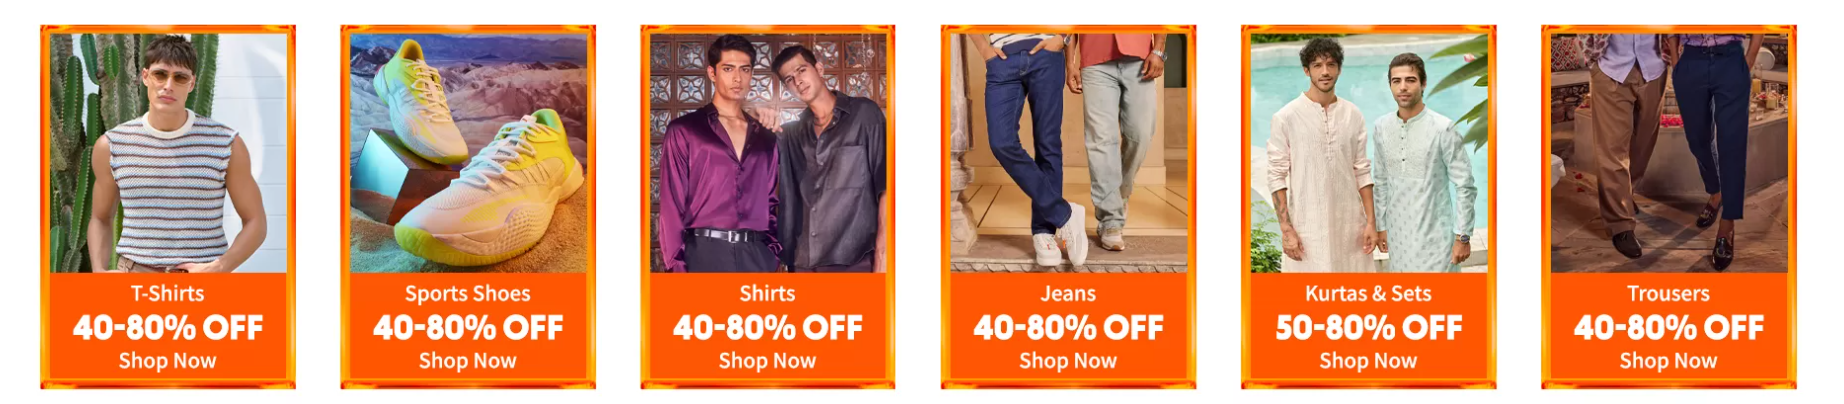 T-Shirts
40-80% OFF
Shop Now
Sports Shoes
40-80% OFF
Shop Now
Shirts
40-80% OFF
Shop Now
Jeans
40-80% OFF
Shop Now
Kurtas & Sets
50-80% OFF
Shop Now
Trousers
40-80% OFF
Shop Now